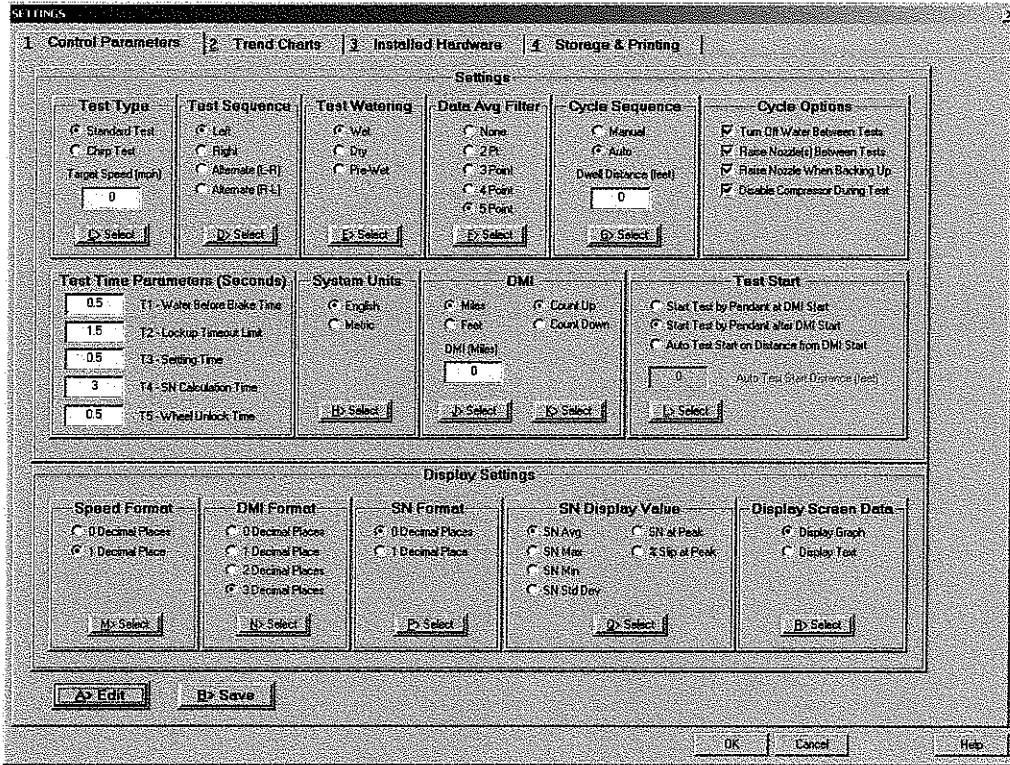 SETTINGS
1 Control Parameters
2 Trend Charts
3 Installed Hardware
4 Storage & Printing
Settings
Test Type
Standard Test
Chirp Test
Target Speed (mph)
0
C> Select
Test Sequence
Left
Right
Alternate (L-R)
Alternate (R-L)
D> Select
Test Watering
Wet
Dry
Pre-Wet
E> Select
Data Avg Filter
None
2 Pt.
3 Point
4 Point
5 Point
F> Select
Cycle Sequence
Manual
Auto
Dwell Distance (feet)
0
G> Select
Cycle Options
Turn Off Water Between Tests
Raise Nozzle(s) Between Tests
Raise Nozzle When Backing Up
Disable Compressor During Test
Test Time Parameters (Seconds)
0.5 T1 - Water Before Brake Time
1.5 T2 - Lockup Timeout Limit
0.5 T3 - Settling Time
3 T4 - SN Calculation Time
0.5 T5 - Wheel Unlock Time
System Units
English
Metric
H> Select
DMI
Miles
Feet
Count Up
Count Down
DMI (Miles)
0
J> Select
K> Select
Test Start
Start Test by Pendant at DMI Start
Start Test by Pendant after DMI Start
Auto Test Start on Distance from DMI Start
0 Auto Test Start Distance (feet)
L> Select
Display Settings
Speed Format
0 Decimal Places
1 Decimal Place
M> Select
DMI Format
0 Decimal Places
1 Decimal Place
2 Decimal Places
3 Decimal Places
N> Select
SN Format
0 Decimal Places
1 Decimal Place
P> Select
SN Display Value
SN Avg
SN Max
SN Min
SN Std Dev
SN at Peak
% Slip at Peak
Q> Select
Display Screen Data
Display Graph
Display Text
R> Select
A> Edit
B> Save
OK
Cancel
Help